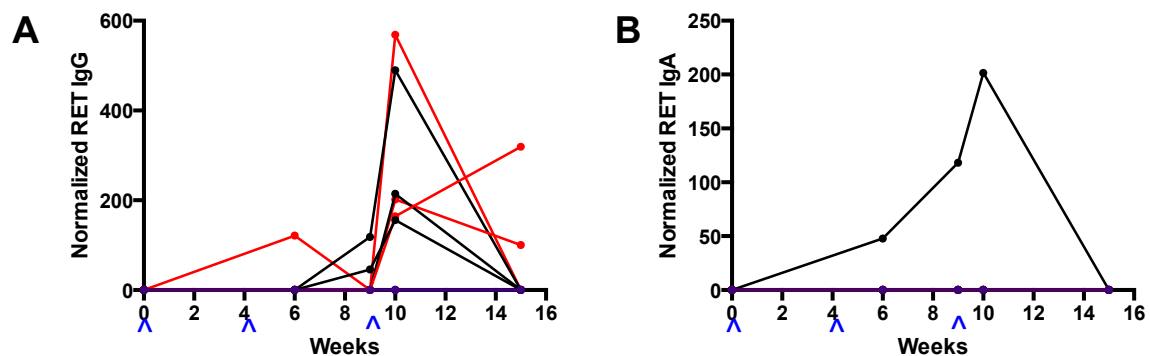 A
Normalized RET IgG
600
400
200
0
0 2 4 6 8 10 12 14 16
^ ^ ^
Weeks
B
Normalized RET IgA
250
200
150
100
50
0
0 2 4 6 8 10 12 14 16
^ ^ ^
Weeks